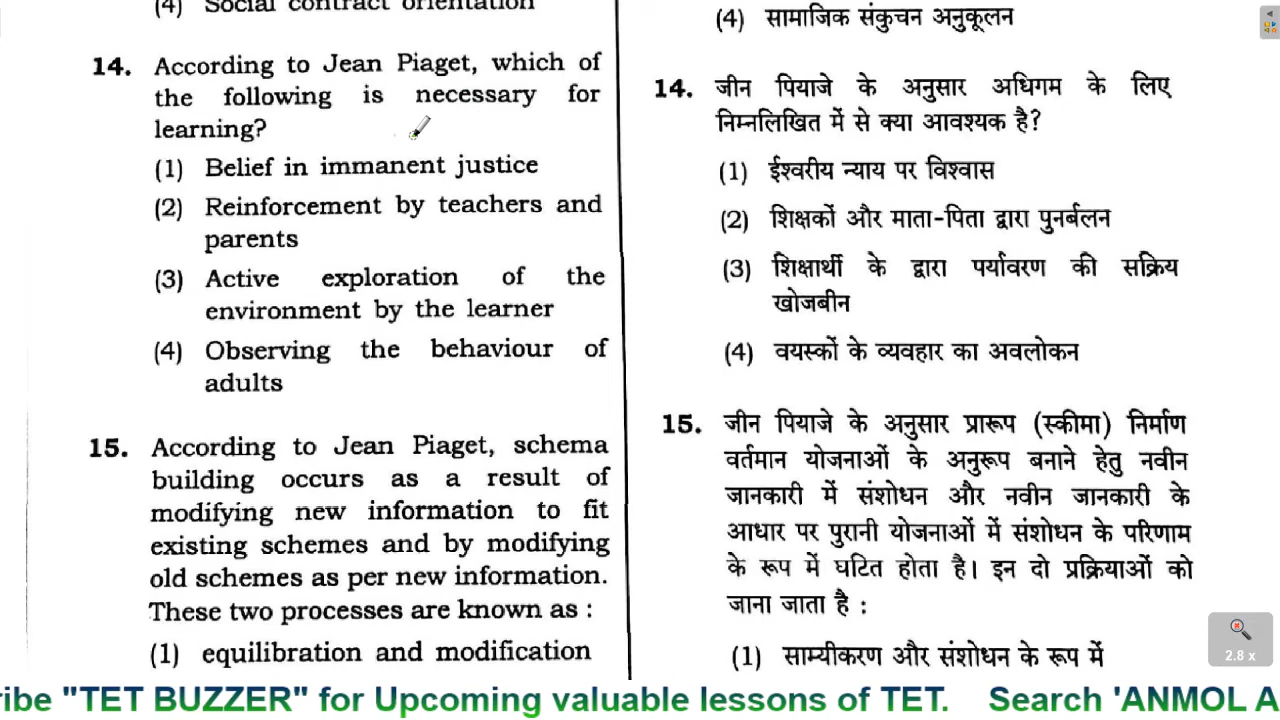 (4) Social contract orientation
14. According to Jean Piaget, which of
the following is necessary for
learning?
(1) Belief in immanent justice
(2) Reinforcement by teachers and
parents
(3) Active exploration of the
environment by the learner
(4) Observing the behaviour of
adults
15. According to Jean Piaget, schema
building occurs as a result of
modifying new information to fit
existing schemes and by modifying
old schemes as per new information.
These two processes are known as :
(1) equilibration and modification
(4) सामाजिक संकुचन अनुकूलन
14. जीन पियाजे के अनुसार अधिगम के लिए
निम्नलिखित में से क्या आवश्यक है?
(1) ईश्वरीय न्याय पर विश्वास
(2) शिक्षकों और माता-पिता द्वारा पुनर्बलन
(3) शिक्षार्थी के द्वारा पर्यावरण की सक्रिय
खोजबीन
(4) वयस्कों के व्यवहार का अवलोकन
15. जीन पियाजे के अनुसार प्रारूप (स्कीमा) निर्माण
वर्तमान योजनाओं के अनुरूप बनाने हेतु नवीन
जानकारी में संशोधन और नवीन जानकारी के
आधार पर पुरानी योजनाओं में संशोधन के परिणाम
के रूप में घटित होता है। इन दो प्रक्रियाओं को
जाना जाता है :
(1) साम्यीकरण और संशोधन के रूप में
2.8 x
ribe "TET BUZZER" for Upcoming valuable lessons of TET. Search 'ANMOL A